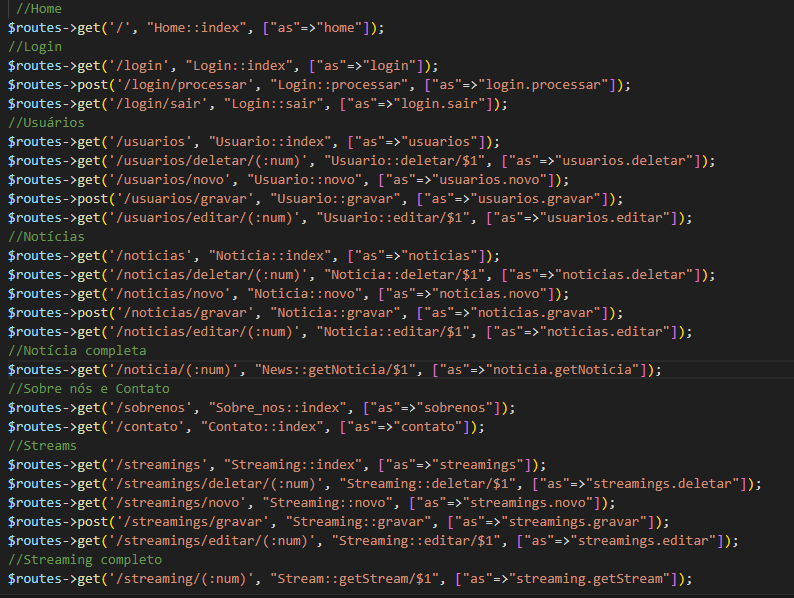 //Home
$routes->get('/', "Home::index", ["as"=>"home"]);
//Login
$routes->get('/login', "Login::index", ["as"=>"login"]);
$routes->post('/login/processar', "Login::processar", ["as"=>"login.processar"]);
$routes->get('/login/sair', "Login::sair", ["as"=>"login.sair"]);
//Usuários
$routes->get('/usuarios', "Usuario::index", ["as"=>"usuarios"]);
$routes->get('/usuarios/deletar/(:num)', "Usuario::deletar/$1", ["as"=>"usuarios.deletar"]);
$routes->get('/usuarios/novo', "Usuario::novo", ["as"=>"usuarios.novo"]);
$routes->post('/usuarios/gravar', "Usuario::gravar", ["as"=>"usuarios.gravar"]);
$routes->get('/usuarios/editar/(:num)', "Usuario::editar/$1", ["as"=>"usuarios.editar"]);
//Notícias
$routes->get('/noticias', "Noticia::index", ["as"=>"noticias"]);
$routes->get('/noticias/deletar/(:num)', "Noticia::deletar/$1", ["as"=>"noticias.deletar"]);
$routes->get('/noticias/novo', "Noticia::novo", ["as"=>"noticias.novo"]);
$routes->post('/noticias/gravar', "Noticia::gravar", ["as"=>"noticias.gravar"]);
$routes->get('/noticias/editar/(:num)', "Noticia::editar/$1", ["as"=>"noticias.editar"]);
//Notícia completa
$routes->get('/noticia/(:num)', "News::getNoticia/$1", ["as"=>"noticia.getNoticia"]);
//Sobre nós e Contato
$routes->get('/sobrenos', "Sobre_nos::index", ["as"=>"sobrenos"]);
$routes->get('/contato', "Contato::index", ["as"=>"contato"]);
//Streams
$routes->get('/streamings', "Streaming::index", ["as"=>"streamings"]);
$routes->get('/streamings/deletar/(:num)', "Streaming::deletar/$1", ["as"=>"streamings.deletar"]);
$routes->get('/streamings/novo', "Streaming::novo", ["as"=>"streamings.novo"]);
$routes->post('/streamings/gravar', "Streaming::gravar", ["as"=>"streamings.gravar"]);
$routes->get('/streamings/editar/(:num)', "Streaming::editar/$1", ["as"=>"streamings.editar"]);
//Streaming completo
$routes->get('/streaming/(:num)', "Stream::getStream/$1", ["as"=>"streaming.getStream"]);